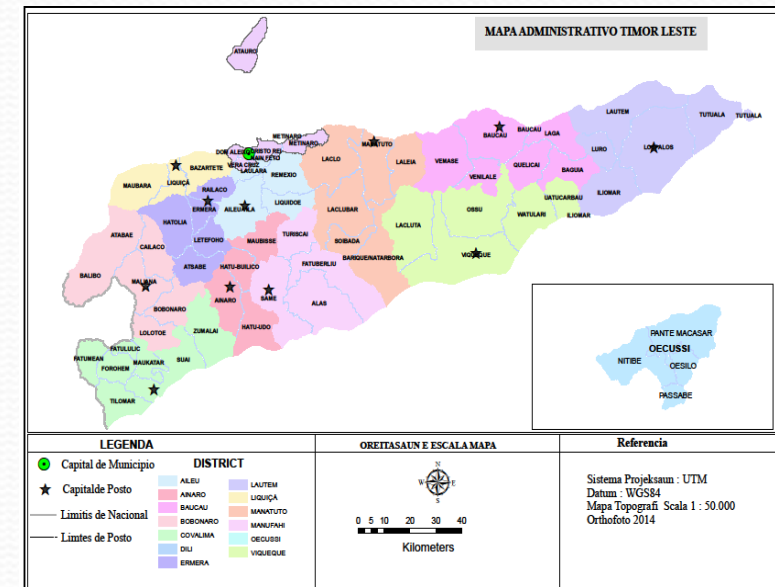 MAPA ADMINISTRATIVO TIMOR LESTE
ATAURO
METINARO
METINARO
CRISTO REI
NAIN FETO
VERA CRUZ
LAULARA
REMEXIO
LIQUIDOE
BAZARTETE
LIQUIÇÁ
MAUBARA
RAILACO
ERMERA
HATOLIA
LETEFOHO
ATSABE
ATABAE
CAILACO
BALIBO
MALIANA
BOBONARO
LOLOTOE
MAUBISSE
HATU-BUILICO
AINARO
HATU-UDO
TURISCAI
FATUBERLIU
SAME
ALAS
LACLO
MANATUTO
LALEIA
LACLUBAR
SOIBADA
BARIQUE/NATARBORA
VEMASE
BAUCAU
BAUCAU
LAGA
VENILALE
QUELICAI
BAGUIA
LACLUTA
OSSU
VIQUEQUE
WATULARI
UATUCARBAU
ILIOMAR
LAUTEM
LURO
LOSPALOS
ILIOMAR
TUTUALA
TUTUALA
FATULULIC
FATUMEAN
FOROHEM
MAUKATAR
SUAI
ZUMALAI
TILOMAR
PANTE MACASAR
OECUSSI
NITIBE
OESILO
PASSABE
LEGENDA
Capital de Municipio
Capitalde Posto
Limitis de Nacional
Limtes de Posto
DISTRICT
AILEU
AINARO
BAUCAU
BOBONARO
COVALIMA
DILI
ERMERA
LAUTEM
LIQUIÇÁ
MANATUTO
MANUFAHI
OECUSSI
VIQUEQUE
OREITASAUN E ESCALA MAPA
N
W E
S
0 5 10 20 30 40
Kilometers
Referencia
Sistema Projeksaun : UTM
Datum : WGS84
Mapa Topografi Scala 1 : 50.000
Orthofoto 2014